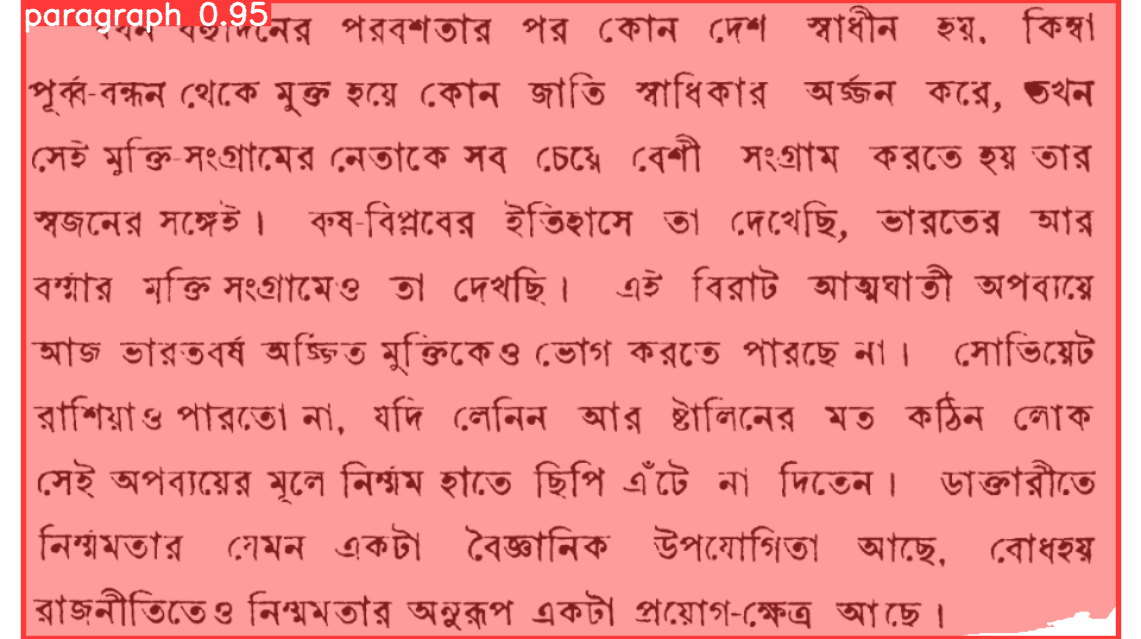 paragraph 0.95
বহুদিনের পরবশতার পর কোন দেশ স্বাধীন হয়, কিম্বা
পূর্ব্ব-বন্ধন থেকে মুক্ত হয়ে কোন জাতি স্বাধিকার অর্জ্জন করে, তখন
সেই মুক্তি-সংগ্রামের নেতাকে সব চেয়ে বেশী সংগ্রাম করতে হয় তার
স্বজনের সঙ্গেই। রুষ-বিপ্লবের ইতিহাসে তা দেখেছি, ভারতের আর
বর্ম্মার মুক্তি সংগ্রামেও তা দেখছি। এই বিরাট আত্মঘাতী অপব্যয়ে
আজ ভারতবর্ষ অর্জ্জিত মুক্তিকেও ভোগ করতে পারছে না। সোভিয়েট
রাশিয়াও পারতো না, যদি লেনিন আর ষ্টালিনের মত কঠিন লোক
সেই অপব্যয়ের মূলে নির্ম্মম হাতে ছিপি এঁটে না দিতেন। ডাক্তারীতে
নির্ম্মমতার যেমন একটা বৈজ্ঞানিক উপযোগিতা আছে, বোধহয়
রাজনীতিতেও নির্ম্মমতার অনুরূপ একটা প্রয়োগ-ক্ষেত্র আছে।